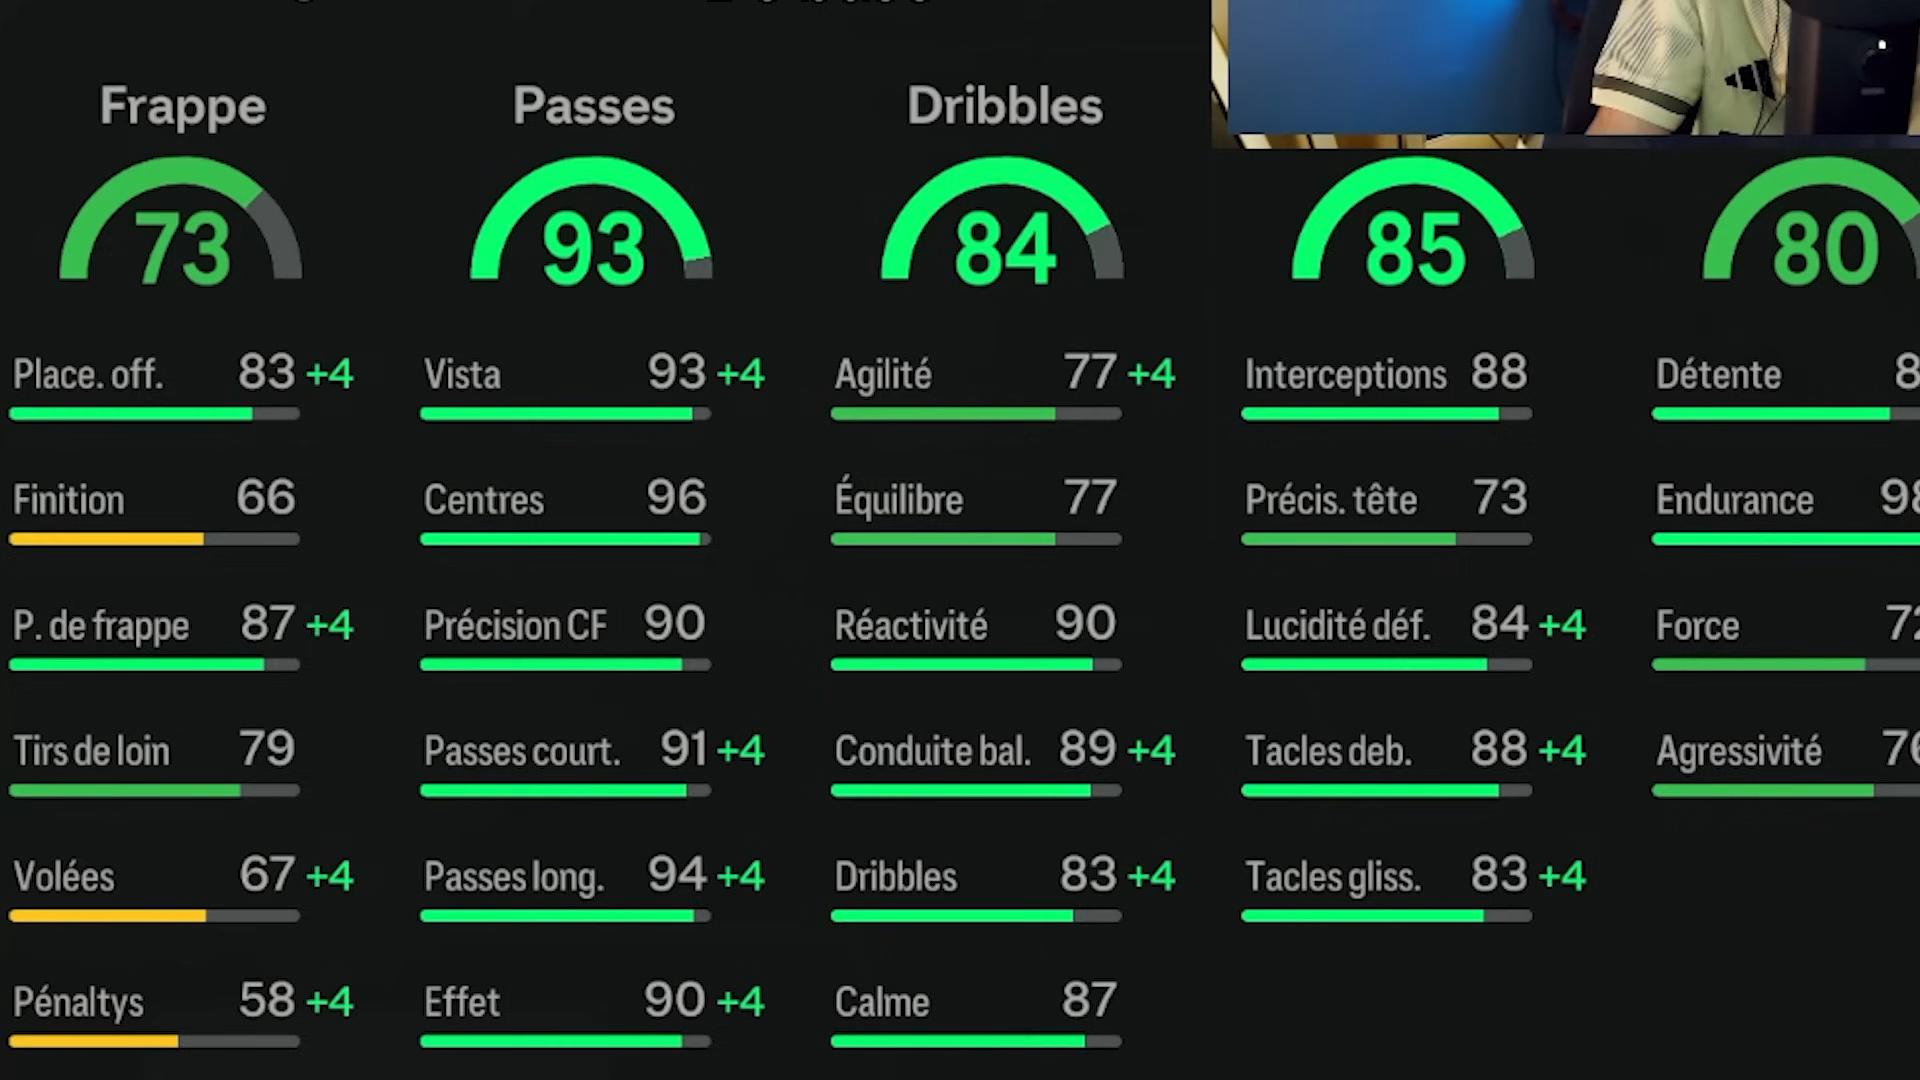 Frappe Passes Dribbles
73 93 84 85 80
Place. off. 83 +4 Vista 93 +4 Agilité 77 +4 Interceptions 88 Détente
Finition 66 Centres 96 Équilibre 77 Précis. tête 73 Endurance
P. de frappe 87 +4 Précision CF 90 Réactivité 90 Lucidité déf. 84 +4 Force
Tirs de loin 79 Passes court. 91 +4 Conduite bal. 89 +4 Tacles deb. 88 +4 Agressivité
Volées 67 +4 Passes long. 94 +4 Dribbles 83 +4 Tacles gliss. 83 +4
Pénaltys 58 +4 Effet 90 +4 Calme 87